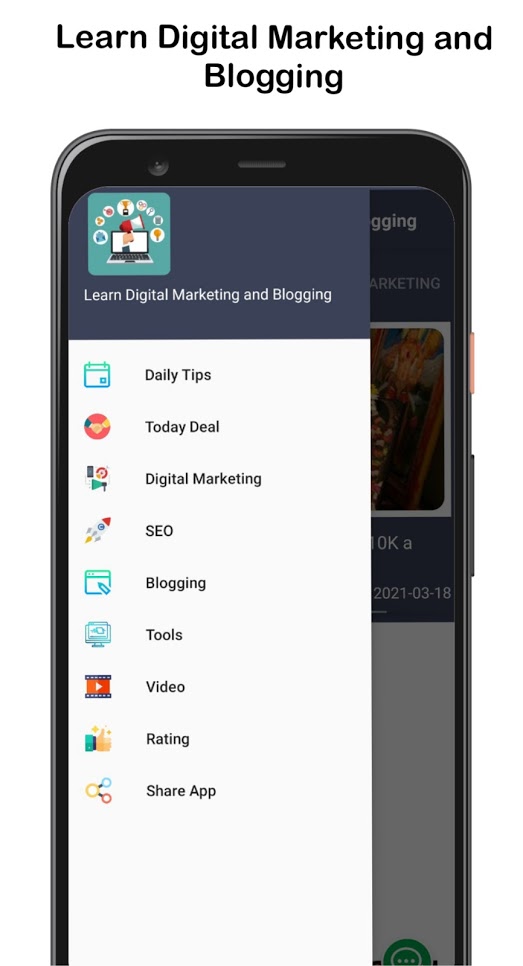 Learn Digital Marketing and
Blogging
gging
Learn Digital Marketing and Blogging
ARKETING
Daily Tips
Today Deal
Digital Marketing
SEO
10K a
Blogging
2021-03-18
Tools
Video
Rating
Share App